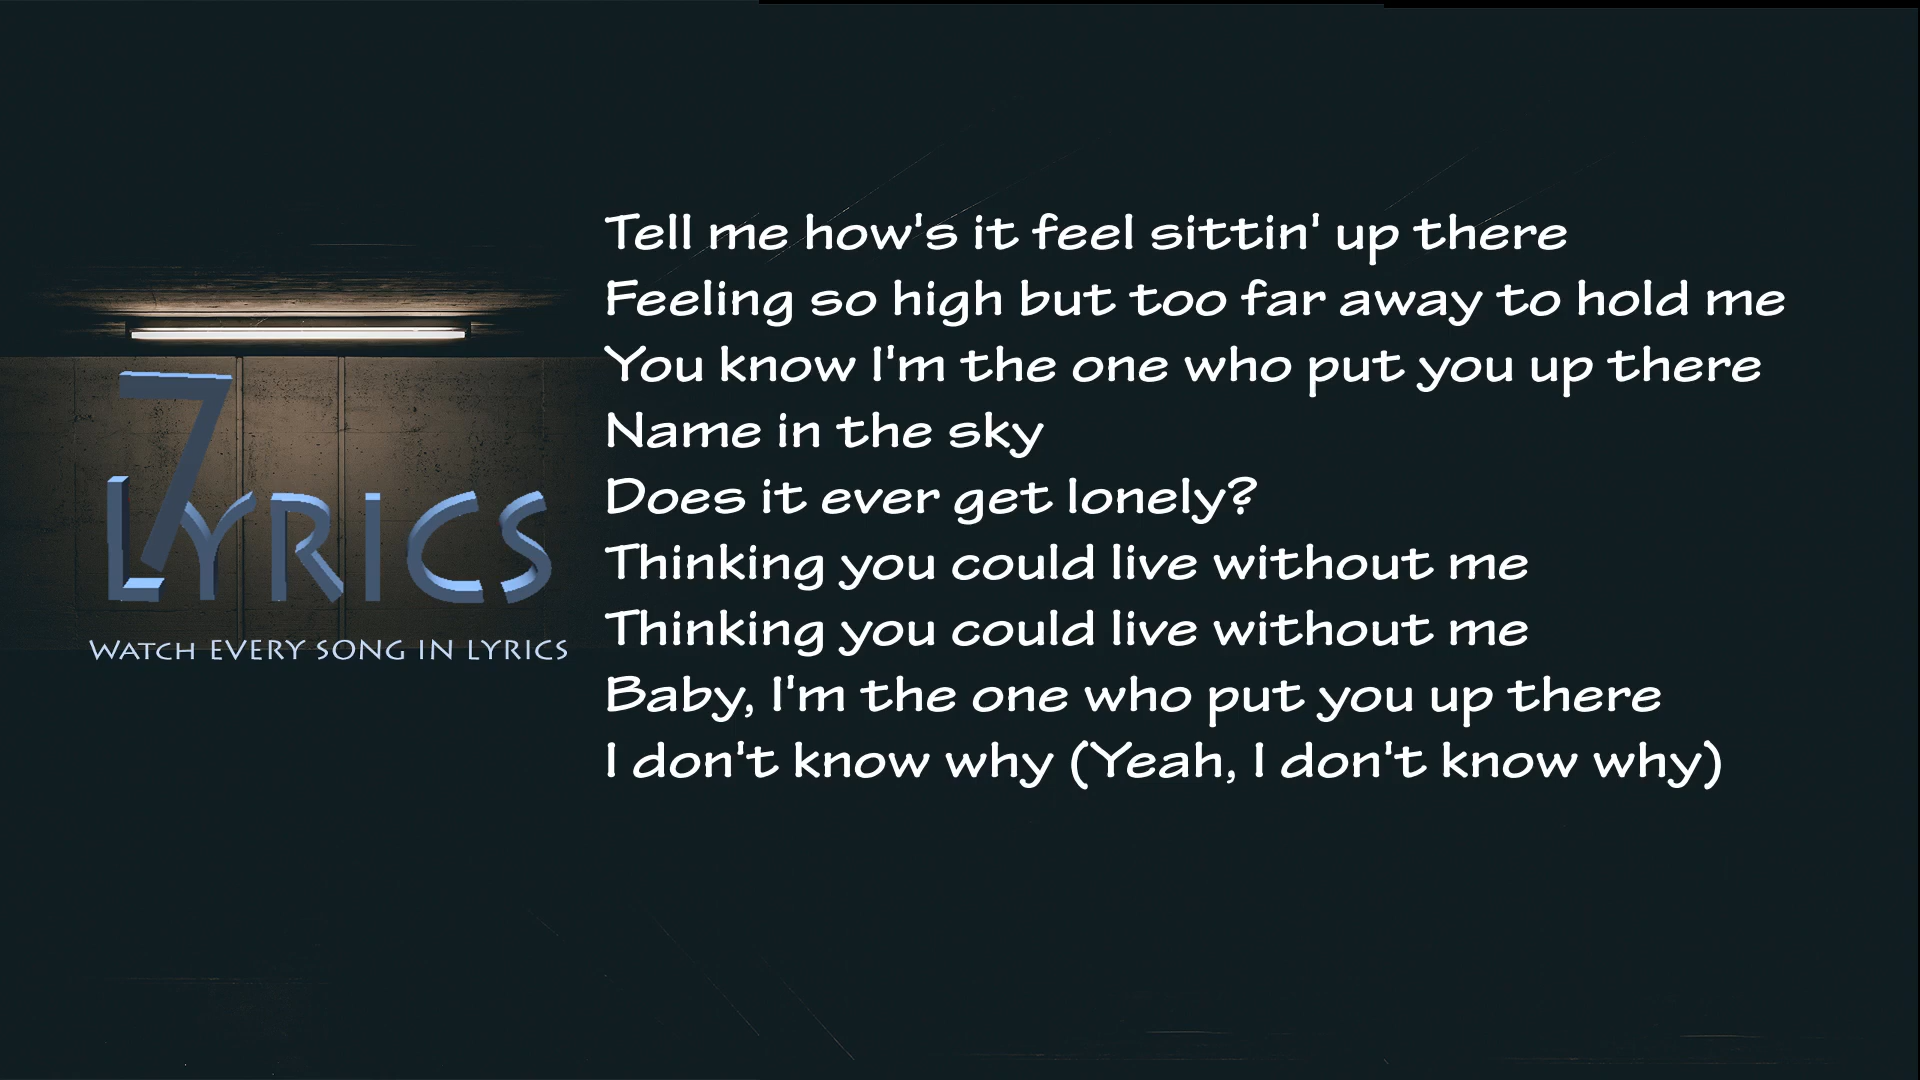 7
LYRICS
WATCH EVERY SONG IN LYRICS
Tell me how's it feel sittin' up there
Feeling so high but too far away to hold me
You know I'm the one who put you up there
Name in the sky
Does it ever get lonely?
Thinking you could live without me
Thinking you could live without me
Baby, I'm the one who put you up there
I don't know why (Yeah, I don't know why)